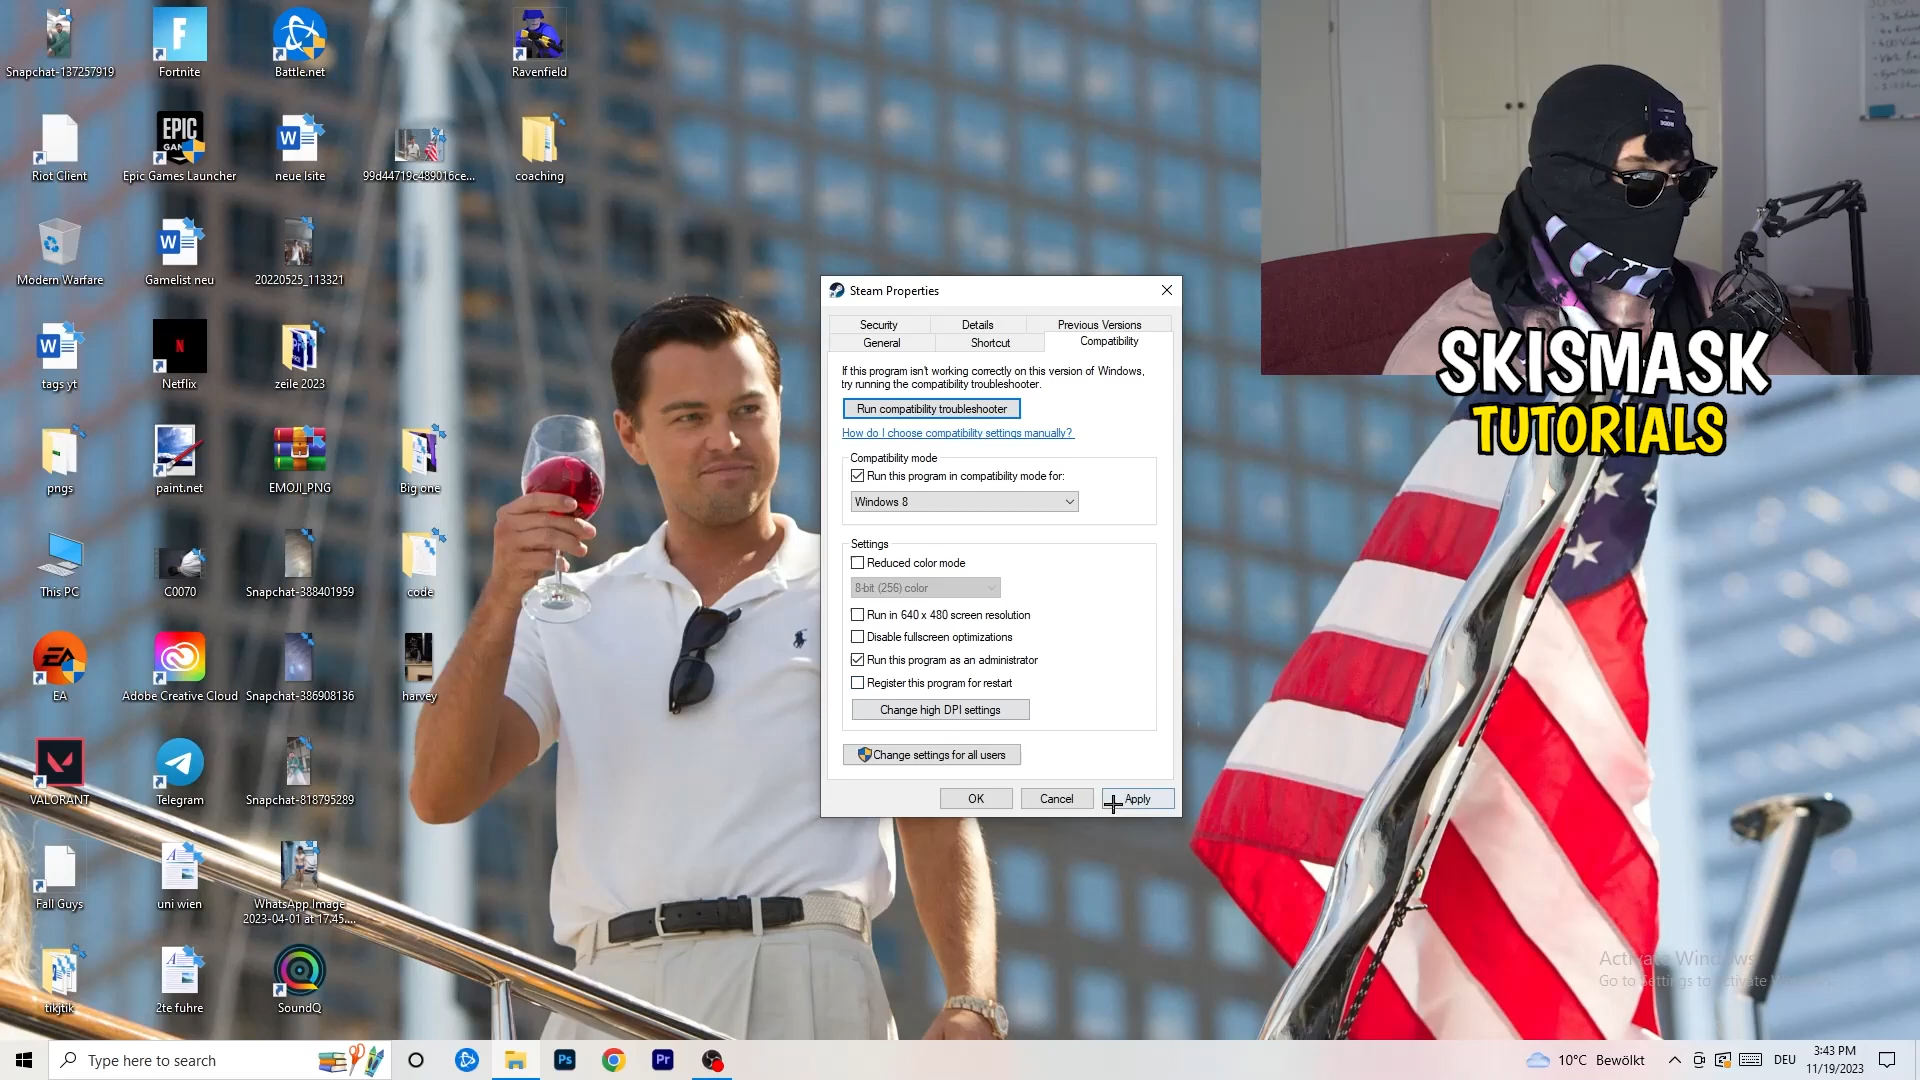 Snapchat-137257919
Fortnite
Battle.net
Ravenfield
Riot Client
EPIC
GAM
Epic Games Launcher
neue lsite
99d44719c489016ce...
coaching
Modern Warfare
Gamelist neu
20220525_113321
tags yt
Netflix
zeile 2023
pngs
paint.net
EMOJI_PNG
Big one
This PC
C0070
Snapchat-388401959
code
EA
Adobe Creative Cloud
Snapchat-386908136
harvey
VALORANT
Telegram
Snapchat-818795289
Fall Guys
uni wien
WhatsApp Image
2023-04-01 at 17.45....
tikjtik
2te fuhre
SoundQ
Steam Properties
Security
Details
Previous Versions
General
Shortcut
Compatibility
If this program isn't working correctly on this version of Windows,
try running the compatibility troubleshooter.
Run compatibility troubleshooter
How do I choose compatibility settings manually?
Compatibility mode
Run this program in compatibility mode for:
Windows 8
Settings
Reduced color mode
8-bit (256) color
Run in 640 x 480 screen resolution
Disable fullscreen optimizations
Run this program as an administrator
Register this program for restart
Change high DPI settings
Change settings for all users
OK
Cancel
Apply
SKISMASK
TUTORIALS
Activate Windows
Go to Settings to activate W
Type here to search
Ps
Pr
10°C Bewölkt
DEU
3:43 PM
11/19/2023